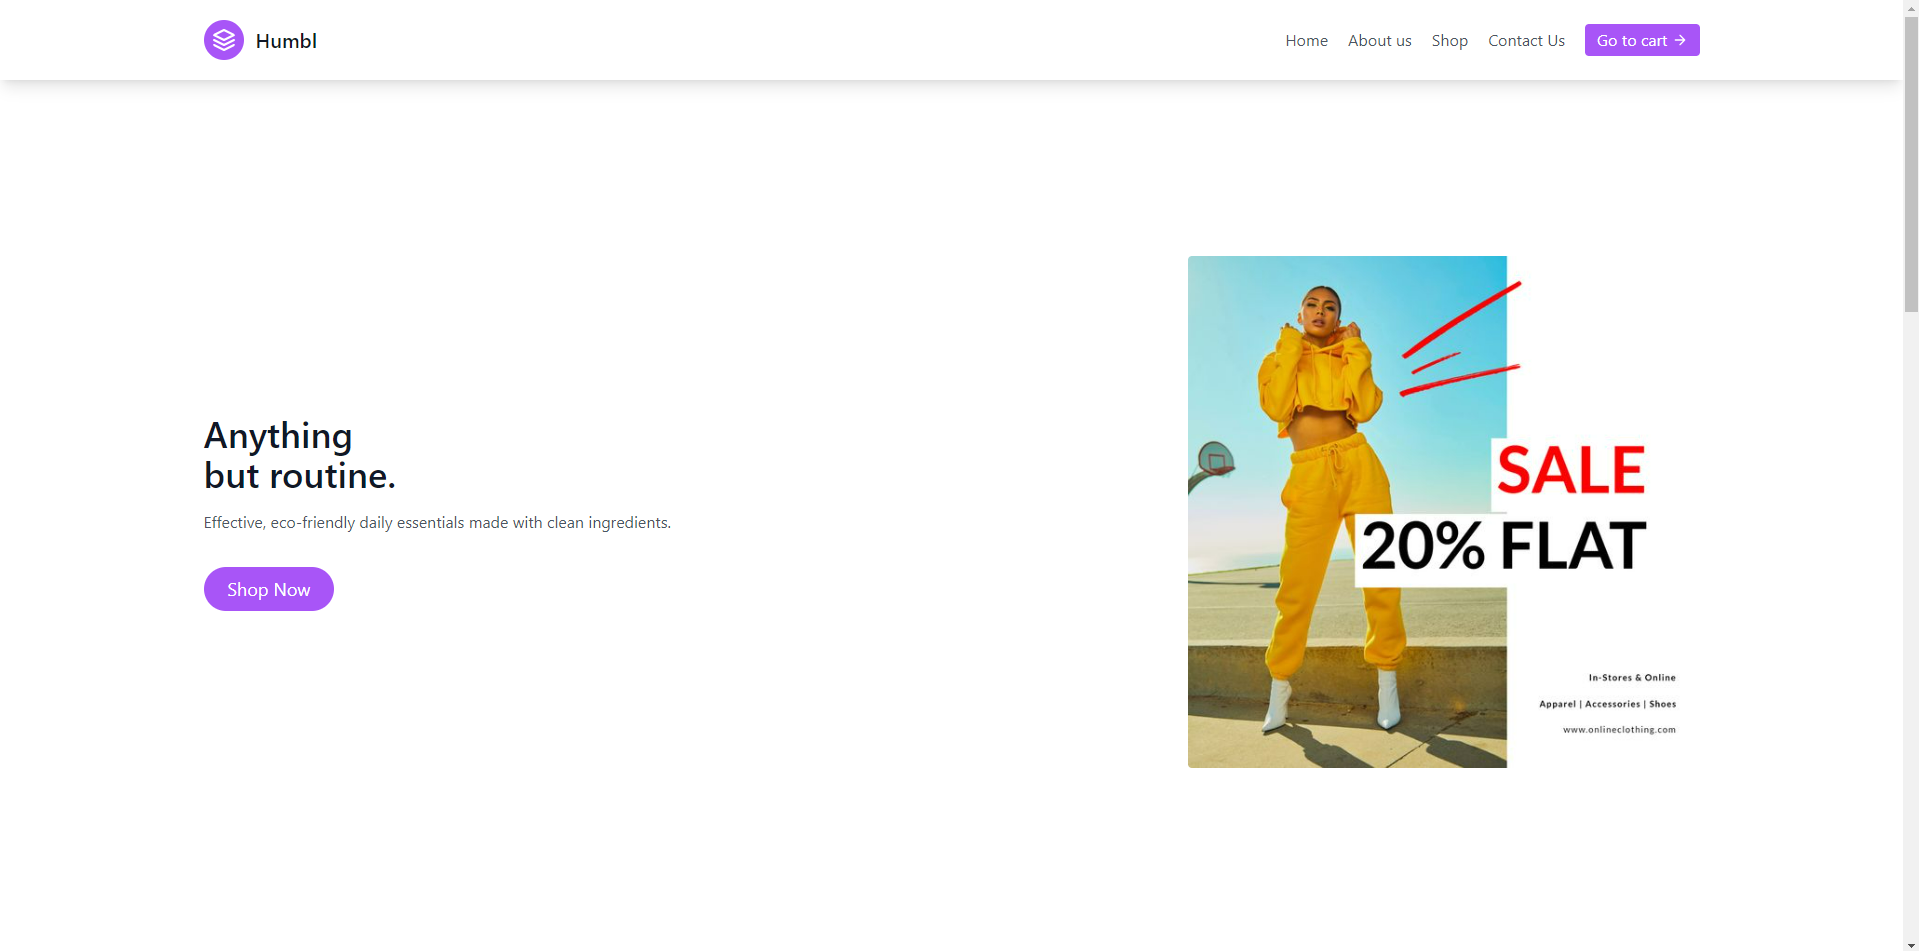 Humbl
Home
About us
Shop
Contact Us
Go to cart
Anything
but routine.
Effective, eco-friendly daily essentials made with clean ingredients.
Shop Now
SALE
20% FLAT
In-Stores & Online
Apparel | Accessories | Shoes
www.onlineclothing.com